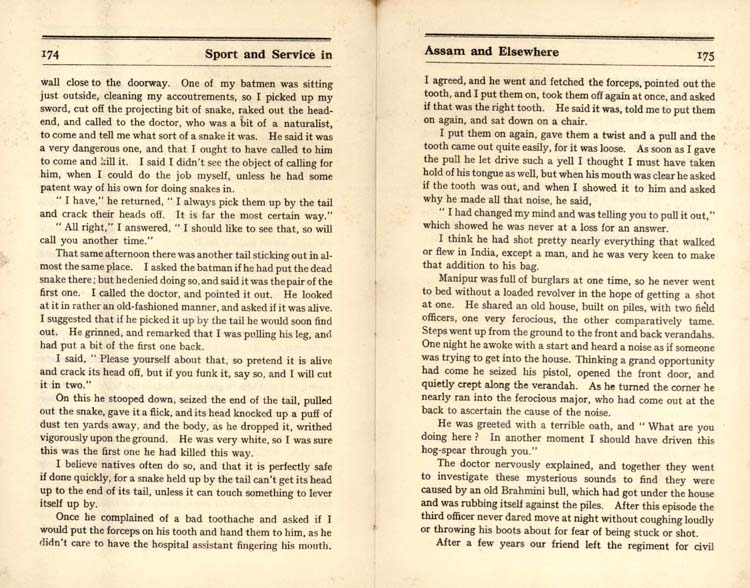 174 Sport and Service in
wall close to the doorway. One of my batmen was sitting
just outside, cleaning my accoutrements, so I picked up my
sword, cut off the projecting bit of snake, raked out the head-
end, and called to the doctor, who was a bit of a naturalist,
to come and tell me what sort of a snake it was. He said it was
a very dangerous one, and that I ought to have called to him
to come and kill it. I said I didn't see the object of calling for
him, when I could do the job myself, unless he had some
patent way of his own for doing snakes in.
" I have," he returned, " I always pick them up by the tail
and crack their heads off. It is far the most certain way."
" All right," I answered, " I should like to see that, so will
call you another time."
That same afternoon there was another tail sticking out in al-
most the same place. I asked the batman if he had put the dead
snake there; but he denied doing so, and said it was the pair of the
first one. I called the doctor, and pointed it out. He looked
at it in rather an old-fashioned manner, and asked if it was alive.
I suggested that if he picked it up by the tail he would soon find
out. He grinned, and remarked that I was pulling his leg, and
had put a bit of the first one back.
I said, " Please yourself about that, so pretend it is alive
and crack its head off, but if you funk it, say so, and I will cut
it in two."
On this he stooped down, seized the end of the tail, pulled
out the snake, gave it a flick, and its head knocked up a puff of
dust ten yards away, and the body, as he dropped it, writhed
vigorously upon the ground. He was very white, so I was sure
this was the first one he had killed this way.
I believe natives often do so, and that it is perfectly safe
if done quickly, for a snake held up by the tail can't get its head
up to the end of its tail, unless it can touch something to lever
itself up by.
Once he complained of a bad toothache and asked if I
would put the forceps on his tooth and hand them to him, as he
didn't care to have the hospital assistant fingering his mouth.
Assam and Elsewhere 175
I agreed, and he went and fetched the forceps, pointed out the
tooth, and I put them on, took them off again at once, and asked
if that was the right tooth. He said it was, told me to put them
on again, and sat down on a chair.
I put them on again, gave them a twist and a pull and the
tooth came out quite easily, for it was loose. As soon as I gave
the pull he let drive such a yell I thought I must have taken
hold of his tongue as well, but when his mouth was clear he asked
if the tooth was out, and when I showed it to him and asked
why he made all that noise, he said,
" I had changed my mind and was telling you to pull it out,"
which showed he was never at a loss for an answer.
I think he had shot pretty nearly everything that walked
or flew in India, except a man, and he was very keen to make
that addition to his bag.
Manipur was full of burglars at one time, so he never went
to bed without a loaded revolver in the hope of getting a shot
at one. He shared an old house, built on piles, with two field
officers, one very ferocious, the other comparatively tame.
Steps went up from the ground to the front and back verandahs.
One night he awoke with a start and heard a noise as if someone
was trying to get into the house. Thinking a grand opportunity
had come he seized his pistol, opened the front door, and
quietly crept along the verandah. As he turned the corner he
nearly ran into the ferocious major, who had come out at the
back to ascertain the cause of the noise.
He was greeted with a terrible oath, and " What are you
doing here ? In another moment I should have driven this
hog-spear through you."
The doctor nervously explained, and together they went
to investigate these mysterious sounds to find they were
caused by an old Brahmini bull, which had got under the house
and was rubbing itself against the piles. After this episode the
third officer never dared move at night without coughing loudly
or throwing his boots about for fear of being stuck or shot.
After a few years our friend left the regiment for civil